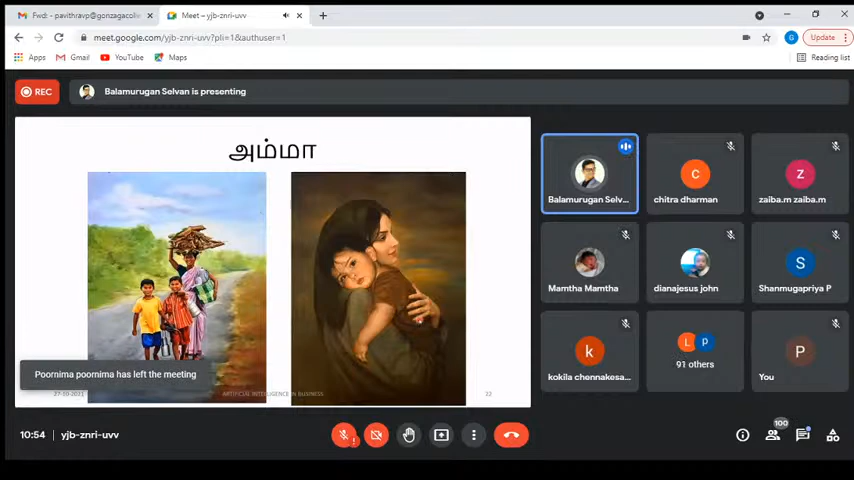 Fwd: - pavithravp@gonzagacoll
Meet – yjb-znri-uvv
meet.google.com/yjb-znri-uvv?pli=1&authuser=1
G
Update
Apps
Gmail
YouTube
Maps
Reading list
REC
Balamurugan Selvan is presenting
அம்மா
Poornima poornima has left the meeting
27-10-2021
ARTIFICIAL INTELLIGENCE IN BUSINESS
22
Balamurugan Selv...
c
chitra dharman
z
zaiba.m zaiba.m
Mamtha Mamtha
dianajesus john
S
Shanmugapriya P
k
kokila chennakesa...
L
P
91 others
P
You
10:54
yjb-znri-uvv
100